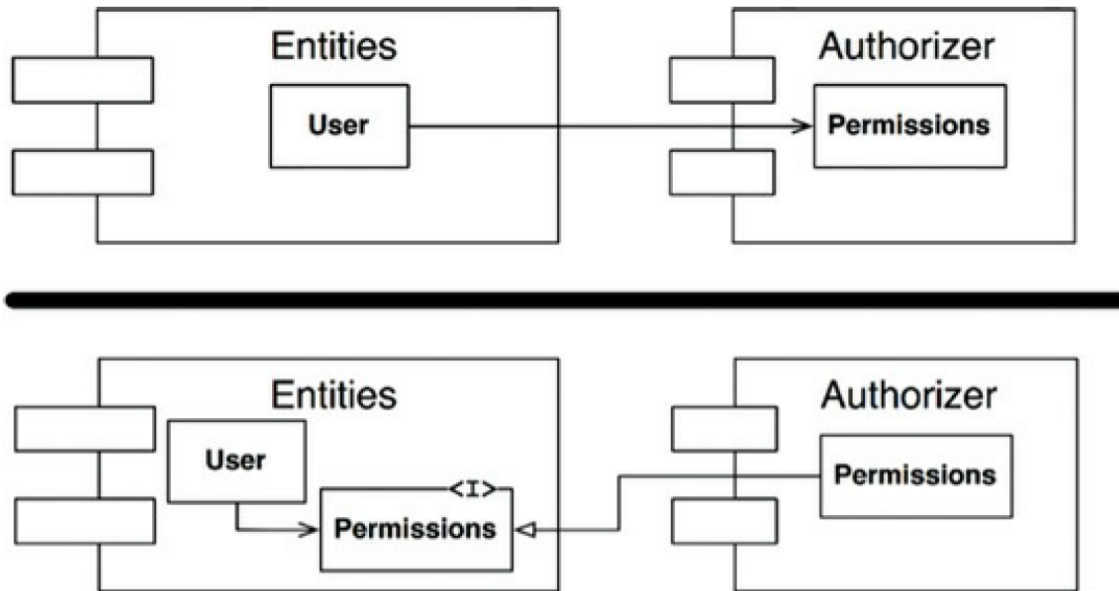 Entities
Authorizer
User
Permissions
Entities
Authorizer
User
Permissions
<I>
Permissions